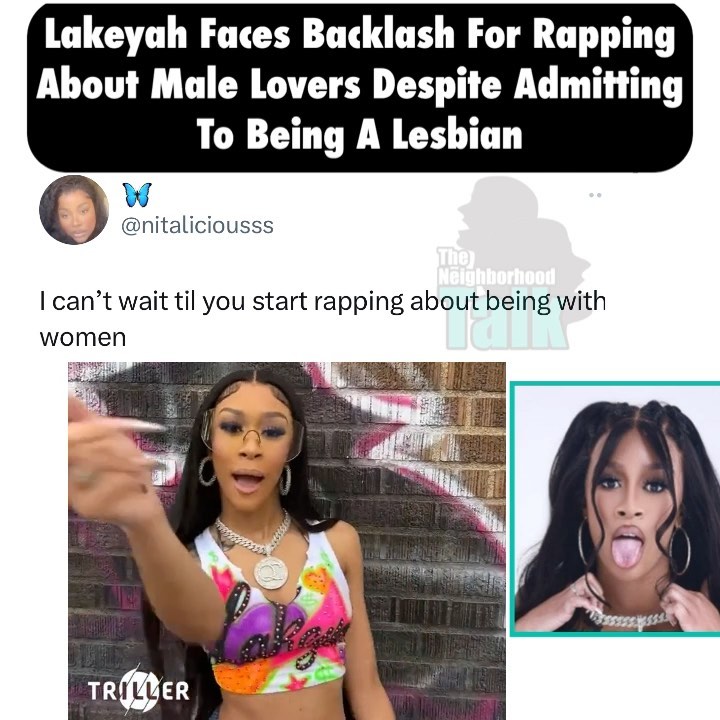 Lakeyah Faces Backlash For Rapping
About Male Lovers Despite Admitting
To Being A Lesbian
@nitaliciousss
The
Neighborhood
Talk
I can’t wait til you start rapping about being with
women
TRILLER